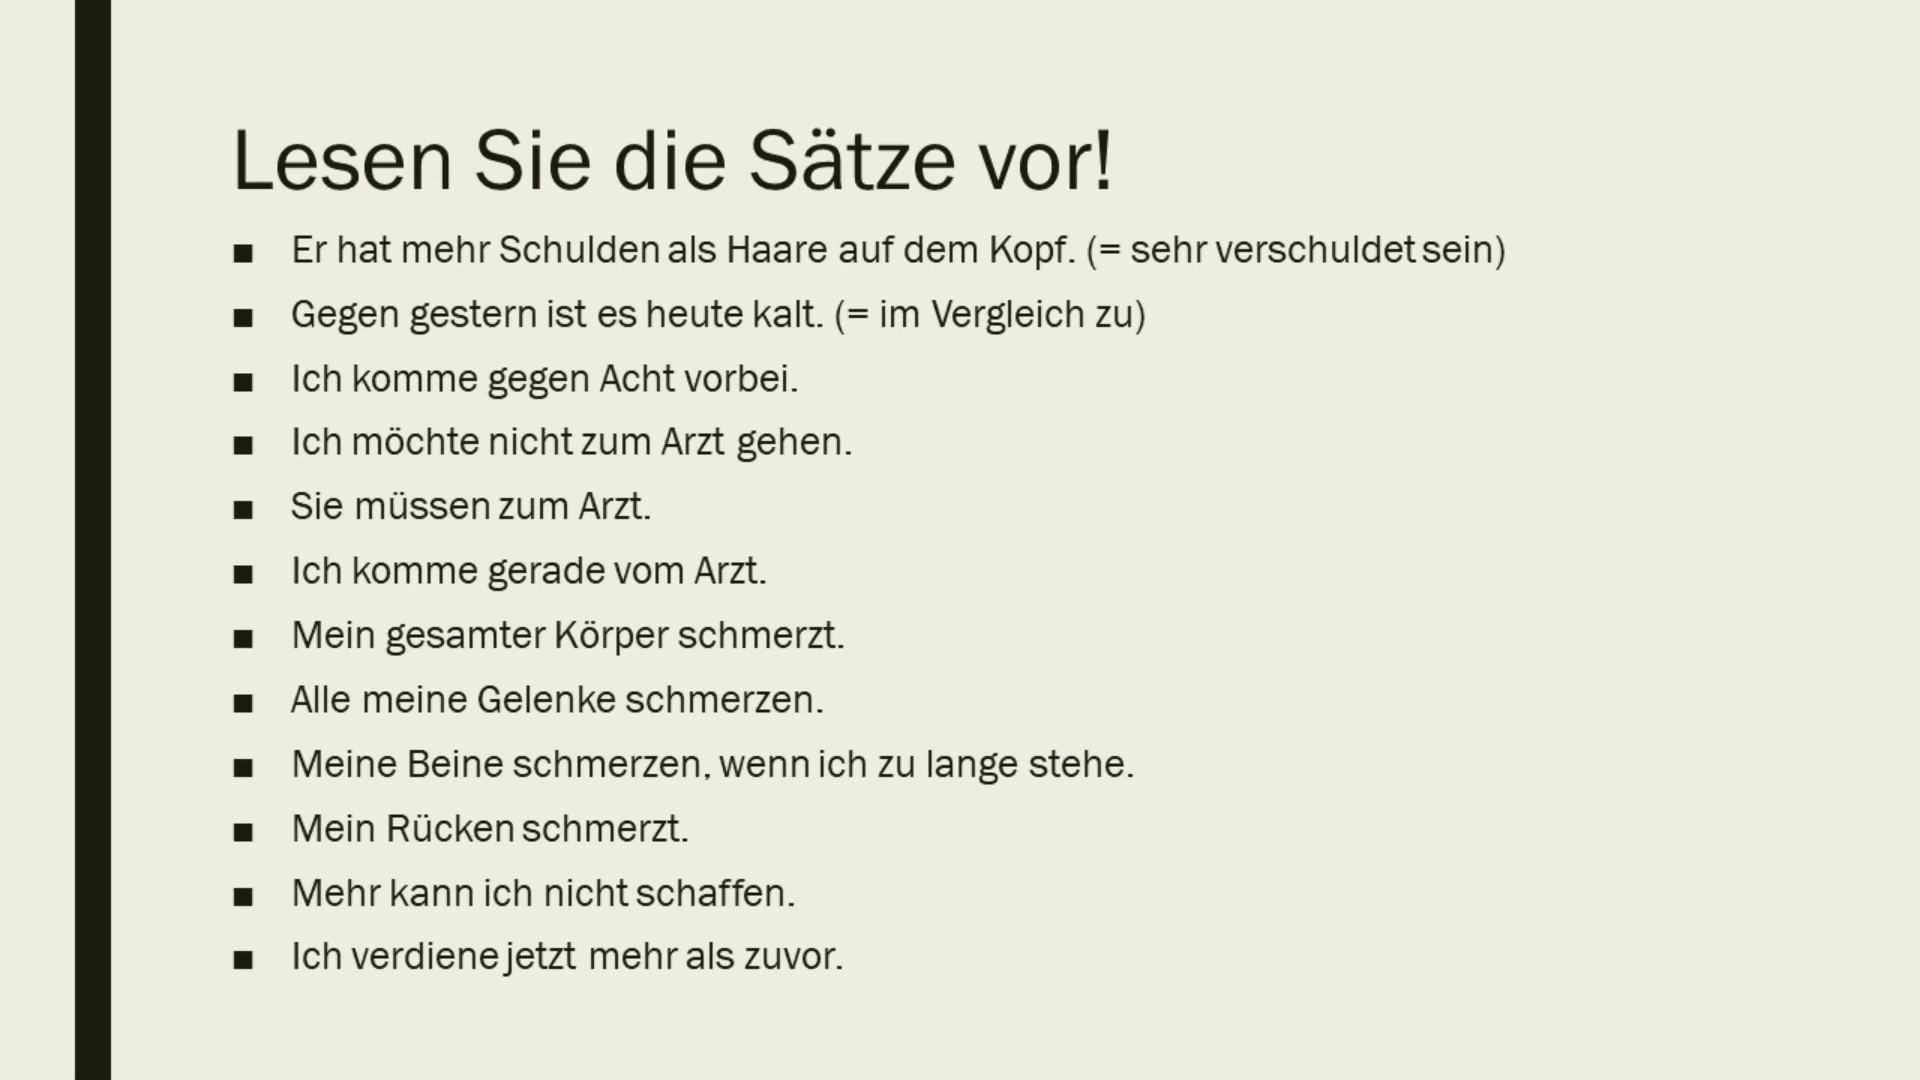 Lesen Sie die Sätze vor!
■ Er hat mehr Schulden als Haare auf dem Kopf. (= sehr verschuldet sein)
■ Gegen gestern ist es heute kalt. (= im Vergleich zu)
■ Ich komme gegen Acht vorbei.
■ Ich möchte nicht zum Arzt gehen.
■ Sie müssen zum Arzt.
■ Ich komme gerade vom Arzt.
■ Mein gesamter Körper schmerzt.
■ Alle meine Gelenke schmerzen.
■ Meine Beine schmerzen, wenn ich zu lange stehe.
■ Mein Rücken schmerzt.
■ Mehr kann ich nicht schaffen.
■ Ich verdiene jetzt mehr als zuvor.